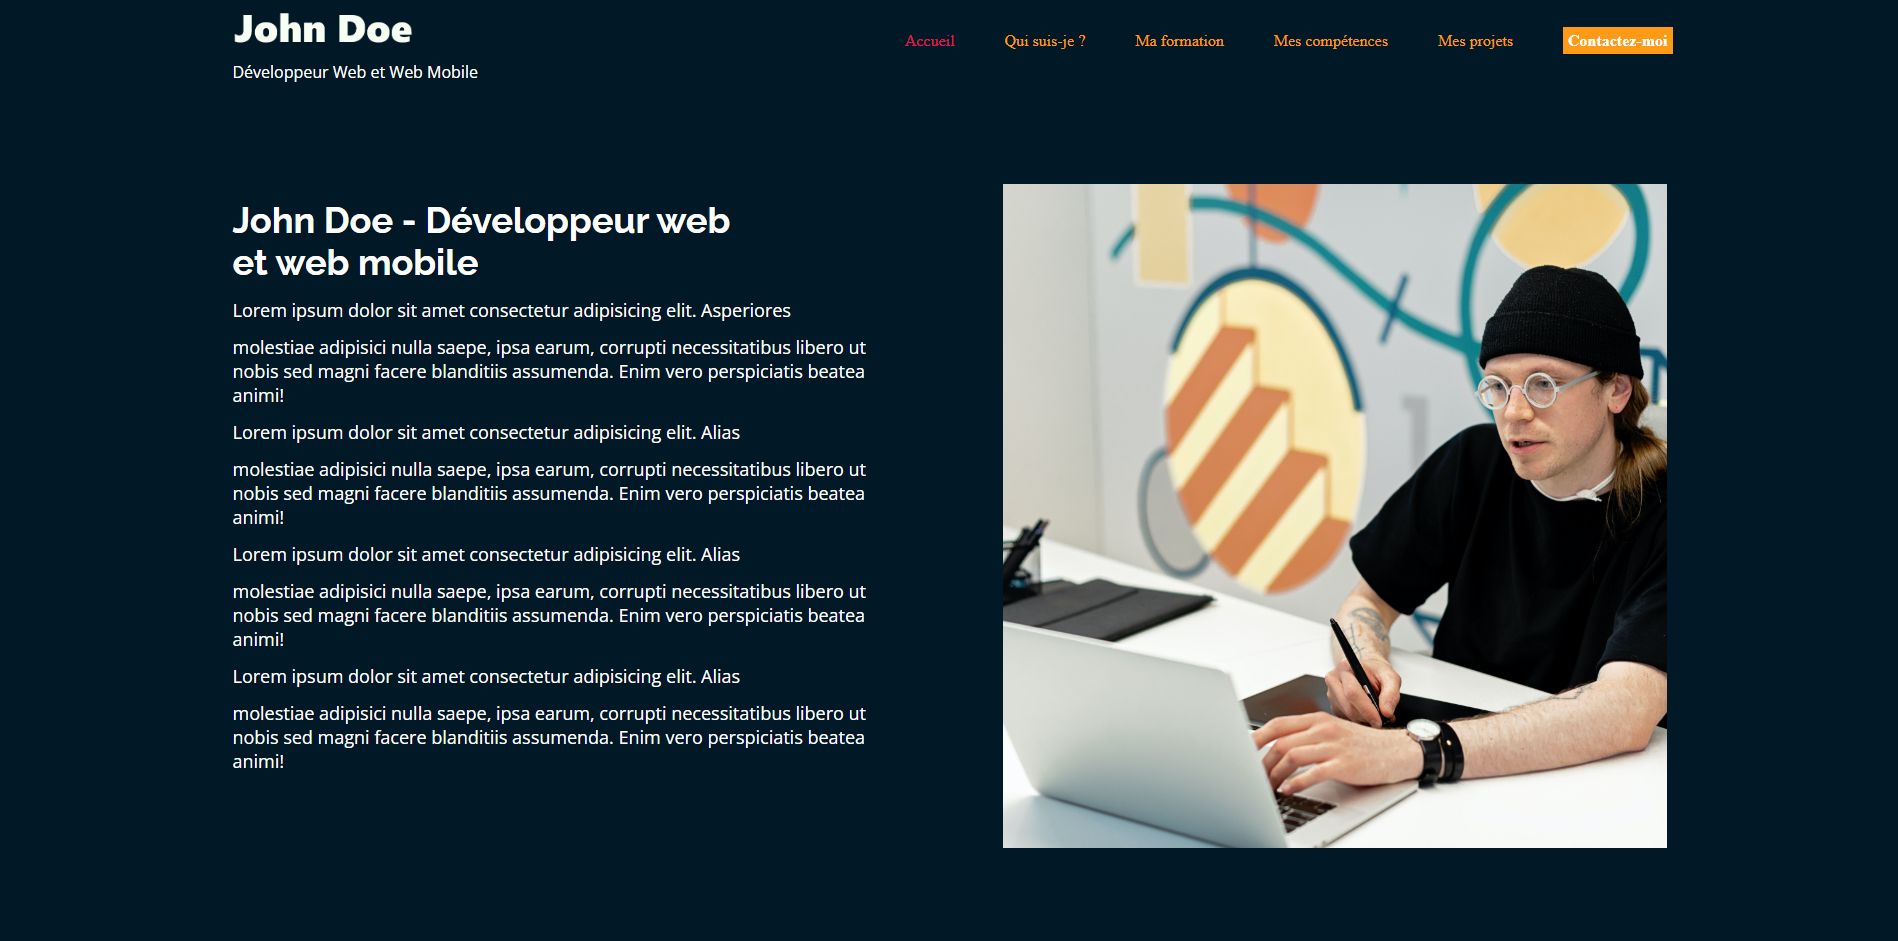 John Doe
Développeur Web et Web Mobile
Accueil
Qui suis-je ?
Ma formation
Mes compétences
Mes projets
Contactez-moi
John Doe - Développeur web
et web mobile
Lorem ipsum dolor sit amet consectetur adipisicing elit. Asperiores
molestiae adipisici nulla saepe, ipsa earum, corrupti necessitatibus libero ut
nobis sed magni facere blanditiis assumenda. Enim vero perspiciatis beatea
animi!
Lorem ipsum dolor sit amet consectetur adipisicing elit. Alias
molestiae adipisici nulla saepe, ipsa earum, corrupti necessitatibus libero ut
nobis sed magni facere blanditiis assumenda. Enim vero perspiciatis beatea
animi!
Lorem ipsum dolor sit amet consectetur adipisicing elit. Alias
molestiae adipisici nulla saepe, ipsa earum, corrupti necessitatibus libero ut
nobis sed magni facere blanditiis assumenda. Enim vero perspiciatis beatea
animi!
Lorem ipsum dolor sit amet consectetur adipisicing elit. Alias
molestiae adipisici nulla saepe, ipsa earum, corrupti necessitatibus libero ut
nobis sed magni facere blanditiis assumenda. Enim vero perspiciatis beatea
animi!